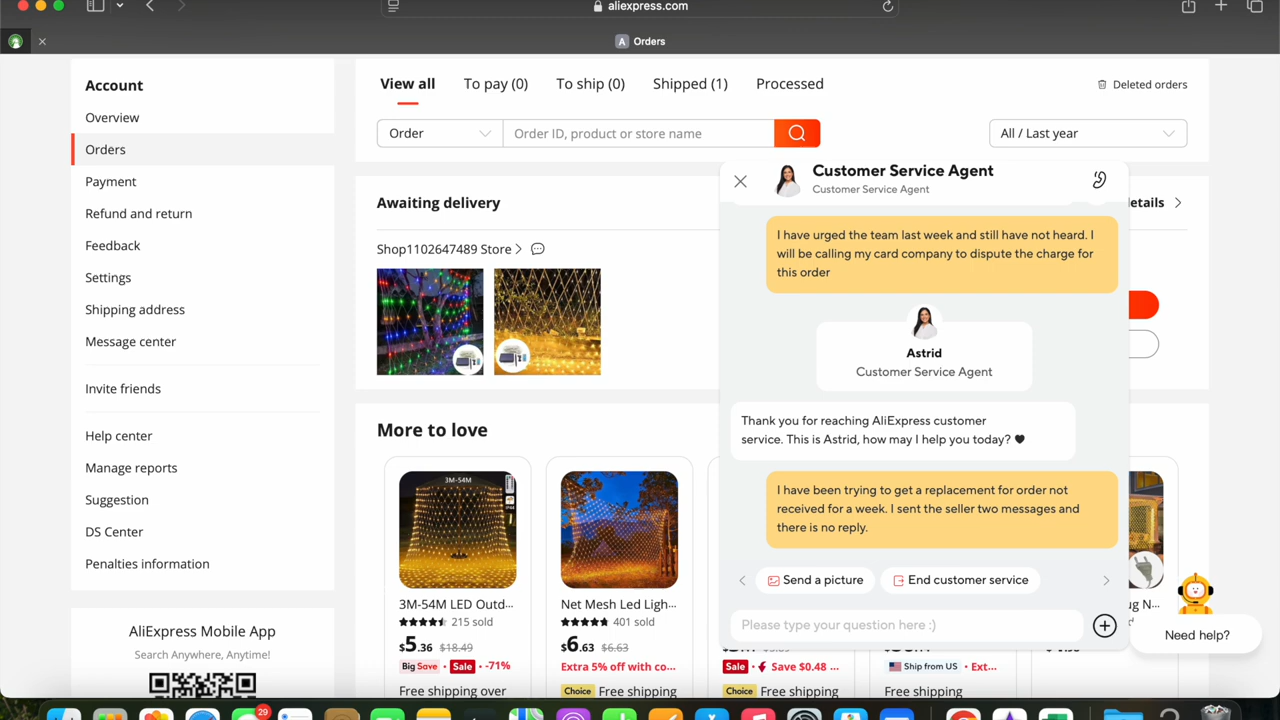 aliexpress.com
Orders
Account
Overview
Orders
Payment
Refund and return
Feedback
Settings
Shipping address
Message center
Invite friends
Help center
Manage reports
Suggestion
DS Center
Penalties information
AliExpress Mobile App
Search Anywhere, Anytime!
View all
To pay (0)
To ship (0)
Shipped (1)
Processed
Deleted orders
Order
Order ID, product or store name
All / Last year
Awaiting delivery
etails
Shop1102647489 Store
More to love
3M-54M
3M-54M LED Outd...
215 sold
$5.36 $18.49
Big Save Sale -71%
Free shipping over
Net Mesh Led Ligh...
401 sold
$6.63 $6.63
Extra 5% off with co...
Choice Free shipping
Sale Save $0.48 ...
Choice Free shipping
Ship from US Ext...
Free shipping
ug N...
Customer Service Agent
Customer Service Agent
I have urged the team last week and still have not heard. I
will be calling my card company to dispute the charge for
this order
Astrid
Customer Service Agent
Thank you for reaching AliExpress customer
service. This is Astrid, how may I help you today? 🖤
I have been trying to get a replacement for order not
received for a week. I sent the seller two messages and
there is no reply.
Send a picture
End customer service
Please type your question here :)
Need help?
29